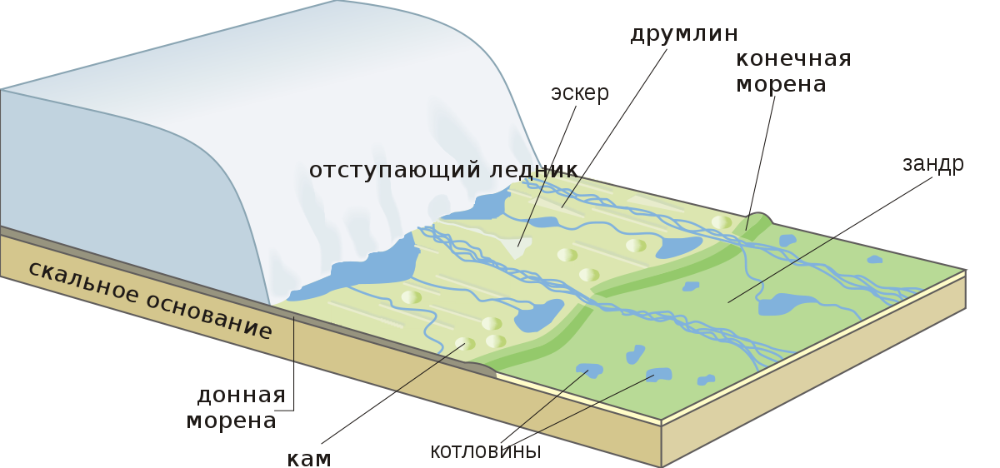 друмлин
конечная
морена
эскер
зандр
отступающий ледник
скальное основание
донная
морена
кам
котловины